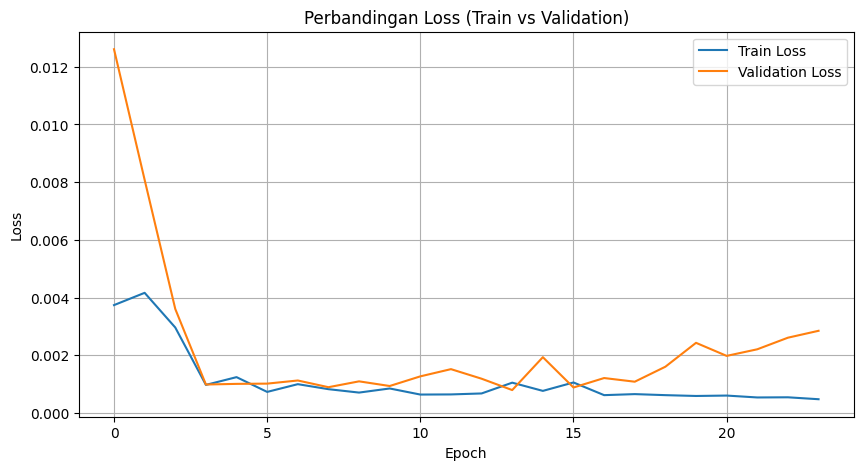 Perbandingan Loss (Train vs Validation)
Train Loss
Validation Loss
0.012
0.010
0.008
0.006
0.004
0.002
0.000
Loss
0 5 10 15 20
Epoch